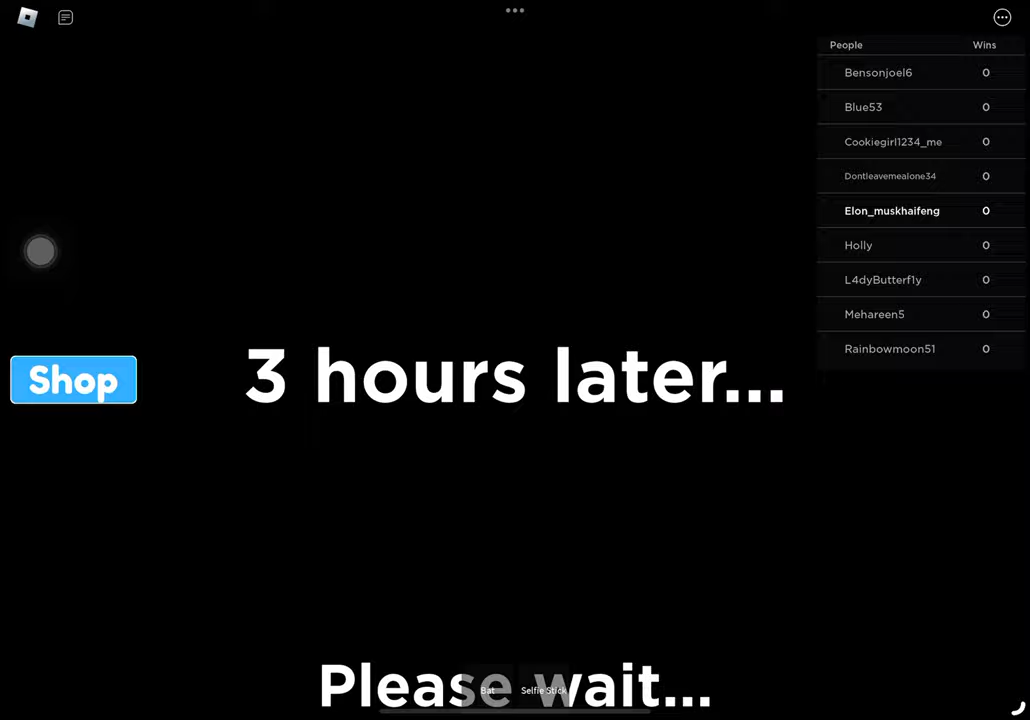 People Wins
Bensonjoel6 0
Blue53 0
Cookiegirl1234_me 0
Dontleavemealone34 0
Elon_muskhaifeng 0
Holly 0
L4dyButterf1y 0
Mehareen5 0
Rainbowmoon51 0
Shop
3 hours later...
Please wait...
Bat Selfie Stick